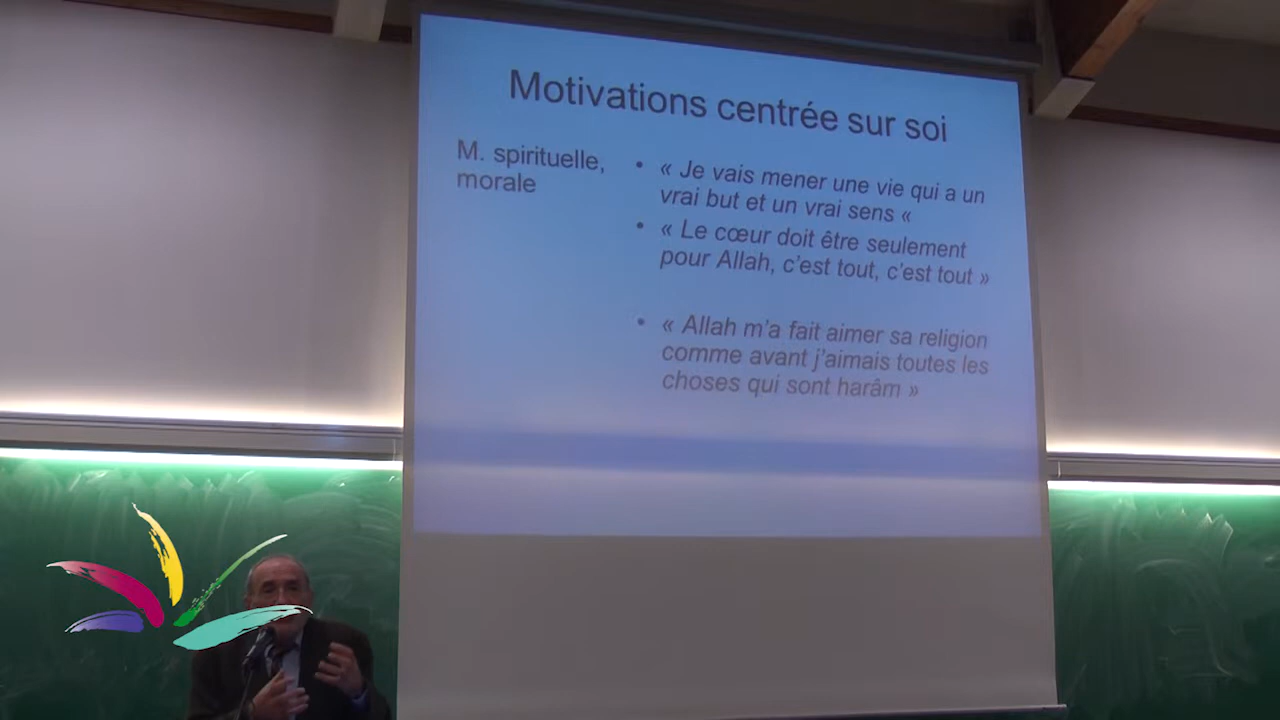 Motivations centrée sur soi
M. spirituelle,
morale
• « Je vais mener une vie qui a un
vrai but et un vrai sens «
• « Le cœur doit être seulement
pour Allah, c'est tout, c'est tout »
• « Allah m'a fait aimer sa religion
comme avant j'aimais toutes les
choses qui sont harâm »